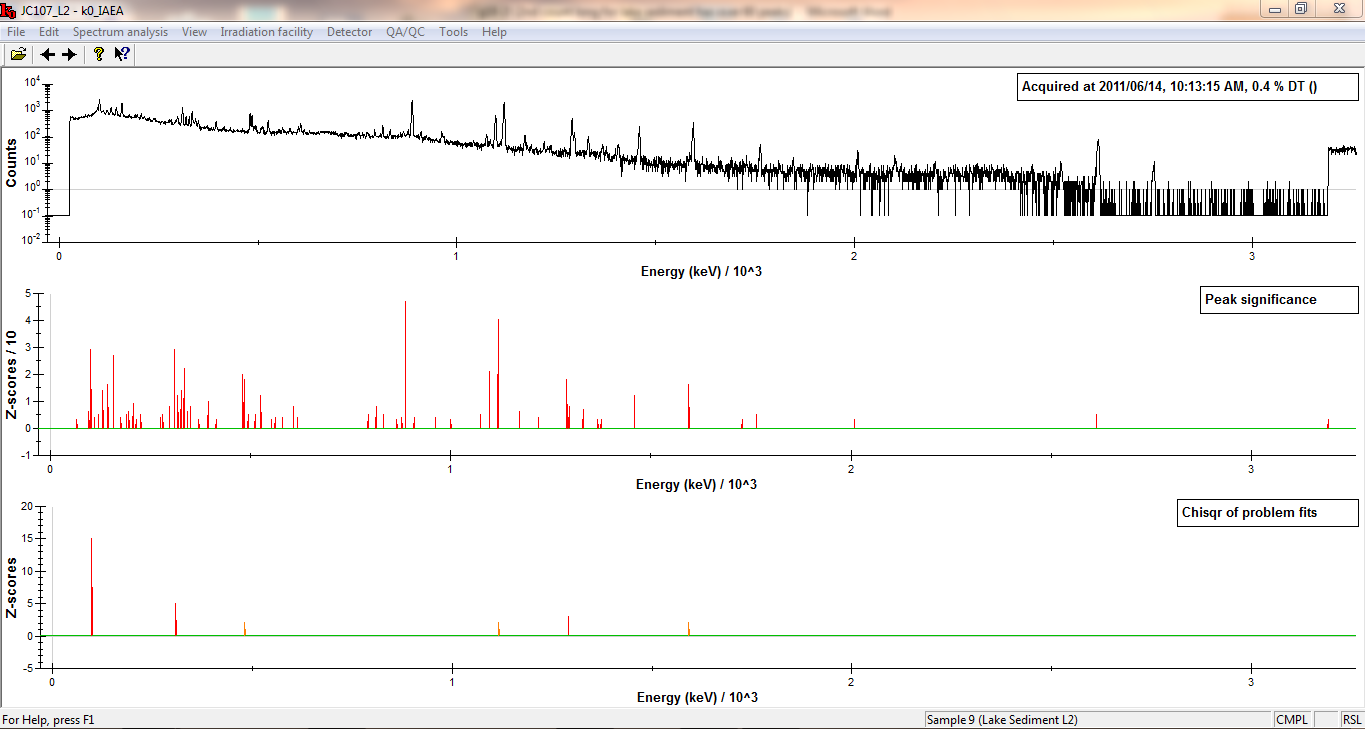 JC107_L2 - k0_IAEA
File Edit Spectrum analysis View Irradiation facility Detector QA/QC Tools Help
Acquired at 2011/06/14, 10:13:15 AM, 0.4 % DT ()
Counts
10^4
10^3
10^2
10^1
10^0
10^-1
10^-2
0 1 2 3
Energy (keV) / 10^3
Peak significance
Z-scores / 10
5
4
3
2
1
0
-1
0 1 2 3
Energy (keV) / 10^3
Chisqr of problem fits
Z-scores
20
15
10
5
0
-5
0 1 2 3
Energy (keV) / 10^3
For Help, press F1
Sample 9 (Lake Sediment L2)
CMPL
RSL